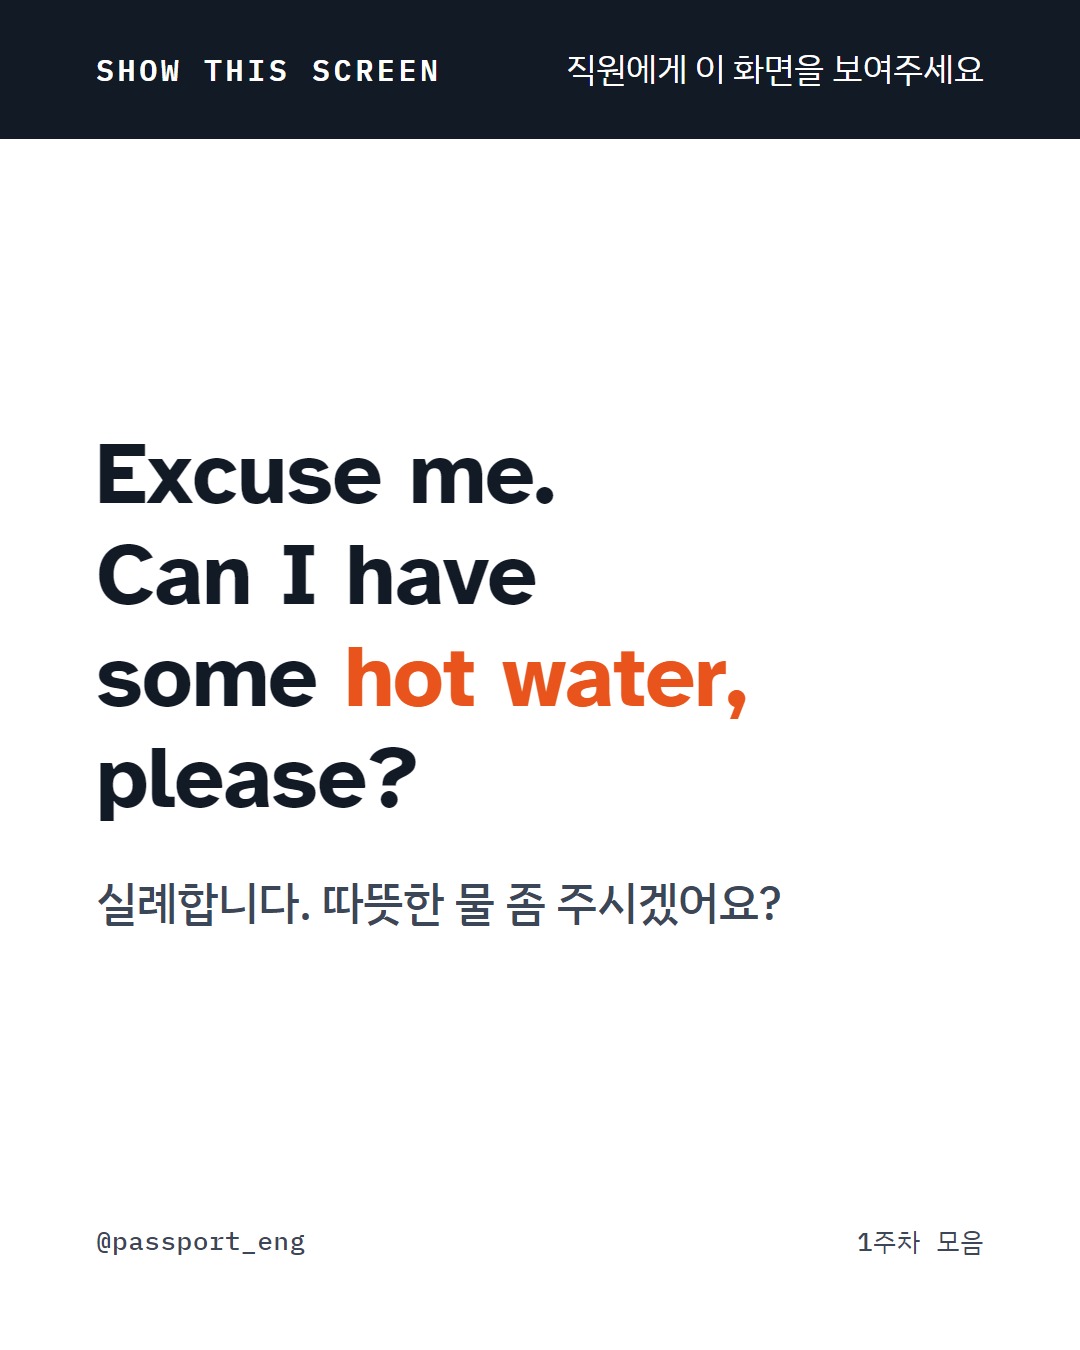 SHOW THIS SCREEN 직원에게 이 화면을 보여주세요
Excuse me.
Can I have
some hot water,
please?
실례합니다. 따뜻한 물 좀 주시겠어요?
@passport_eng 1주차 모음